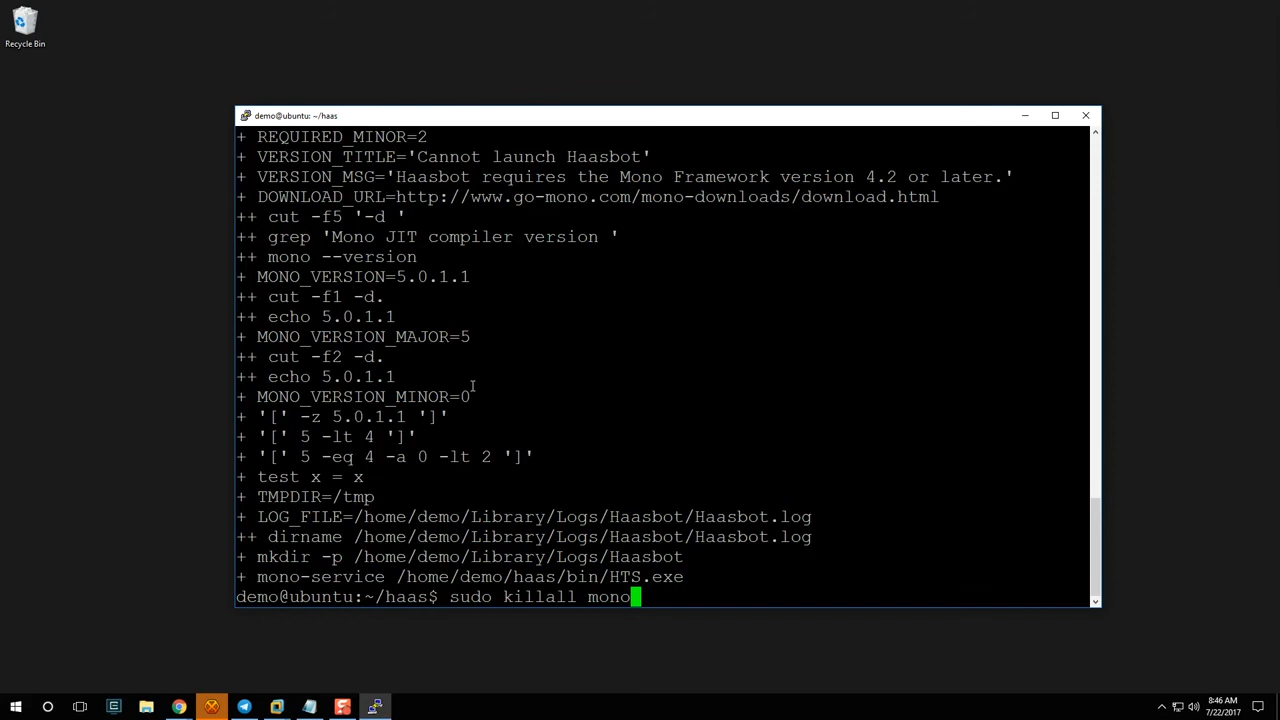 Recycle Bin
demo@ubuntu: ~/haas
+ REQUIRED_MINOR=2
+ VERSION_TITLE='Cannot launch Haasbot'
+ VERSION_MSG='Haasbot requires the Mono Framework version 4.2 or later.'
+ DOWNLOAD_URL=http://www.go-mono.com/mono-downloads/download.html
++ cut -f5 '-d '
++ grep 'Mono JIT compiler version '
++ mono --version
+ MONO_VERSION=5.0.1.1
++ cut -f1 -d.
++ echo 5.0.1.1
+ MONO_VERSION_MAJOR=5
++ cut -f2 -d.
++ echo 5.0.1.1
+ MONO_VERSION_MINOR=0
+ '[' -z 5.0.1.1 ']'
+ '[' 5 -lt 4 ']'
+ '[' 5 -eq 4 -a 0 -lt 2 ']'
+ test x = x
+ TMPDIR=/tmp
+ LOG_FILE=/home/demo/Library/Logs/Haasbot/Haasbot.log
++ dirname /home/demo/Library/Logs/Haasbot/Haasbot.log
+ mkdir -p /home/demo/Library/Logs/Haasbot
+ mono-service /home/demo/haas/bin/HTS.exe
demo@ubuntu:~/haas$ sudo killall mono
8:46 AM
7/22/2017